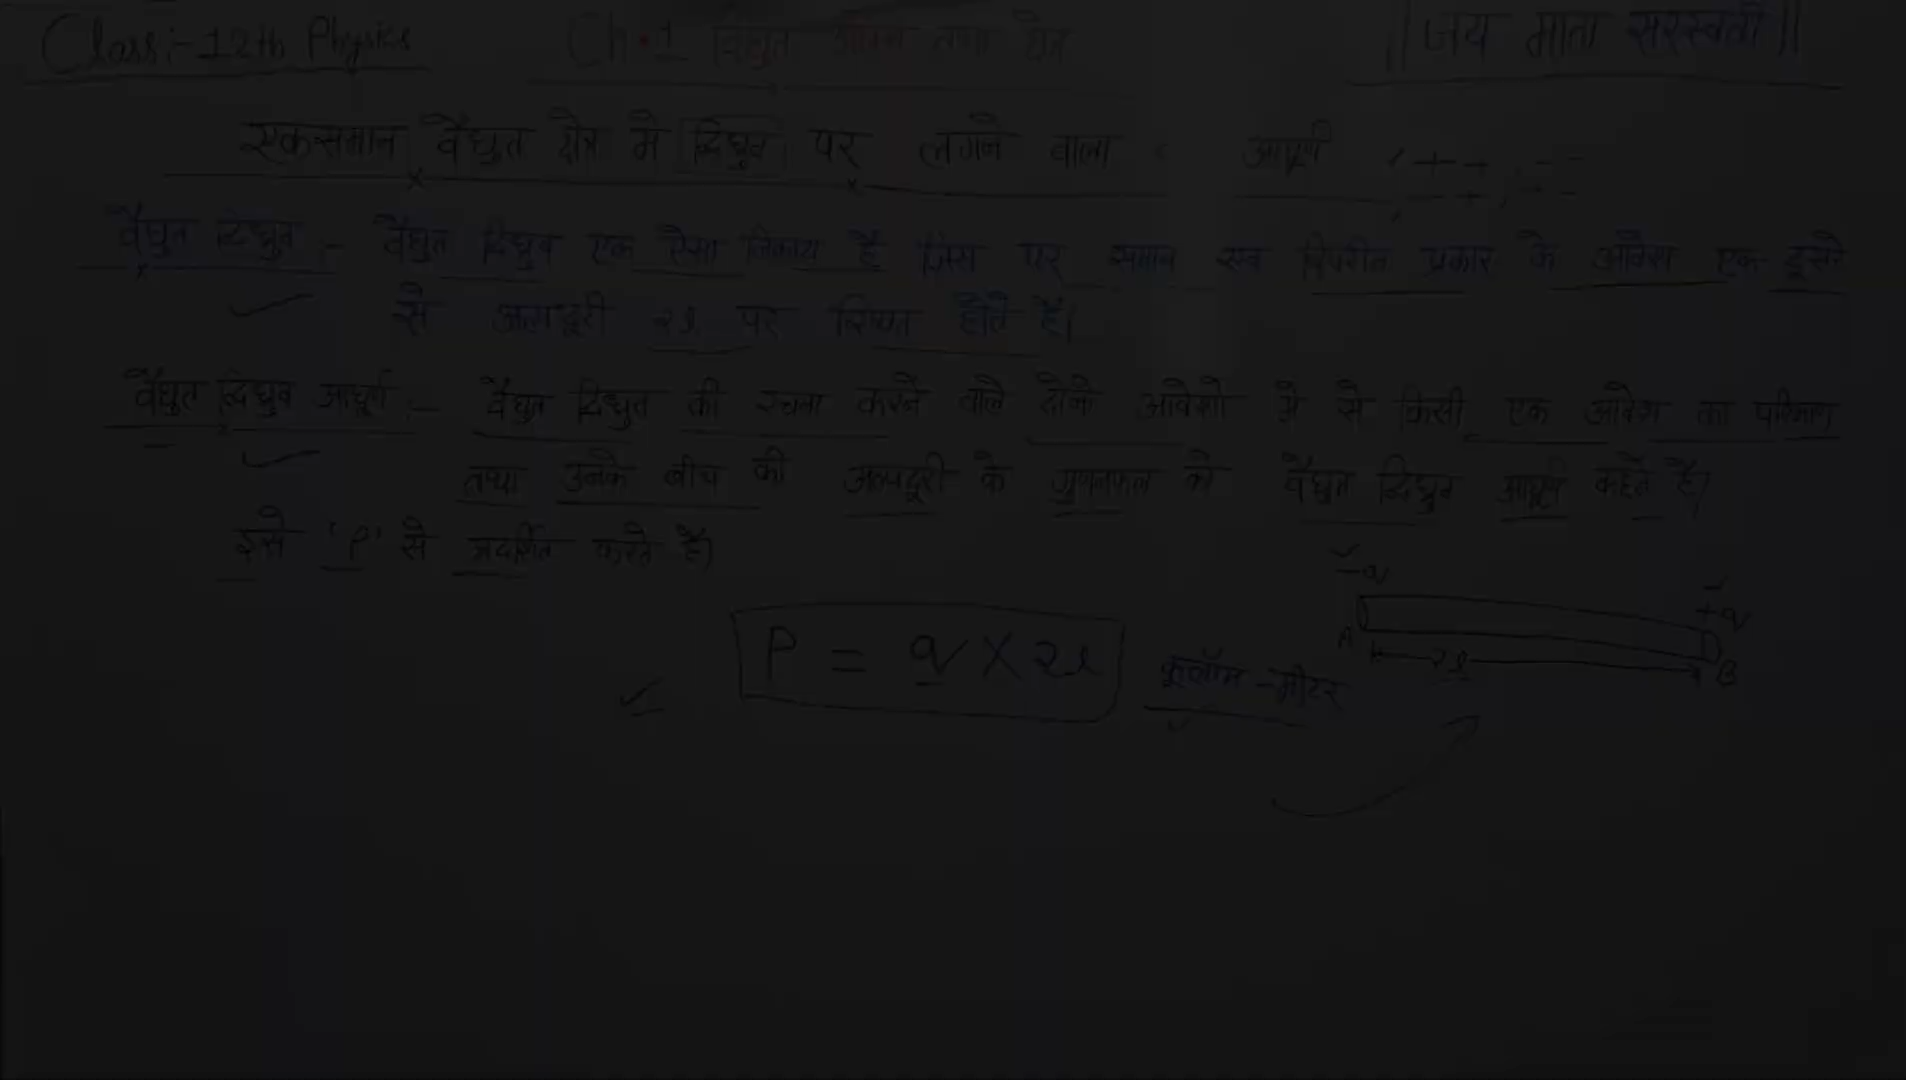 Class:- 12th Physics
Ch.1 विद्युत आवेश तथा क्षेत्र
|| जय माता सरस्वती ||
एकसमान वैद्युत क्षेत्र मे द्विध्रुव पर लगने वाला आघूर्ण
वैद्युत द्विध्रुव :- वैद्युत द्विध्रुव एक ऐसा निकाय है जिस पर समान एवं विपरीत प्रकार के आवेश एक दूसरे
से अल्पदूरी 2l पर स्थित होते है।
वैद्युत द्विध्रुव आघूर्ण :- वैद्युत द्विध्रुव की रचना करने वाले दोनो आवेशो मे से किसी एक आवेश का परिमाण
तथा उनके बीच की अल्पदूरी के गुणनफल को वैद्युत द्विध्रुव आघूर्ण कहते है।
इसे 'P' से प्रदर्शित करते है।
-q
+q
A
2l
B
P = q X 2l कूलॉम -मीटर